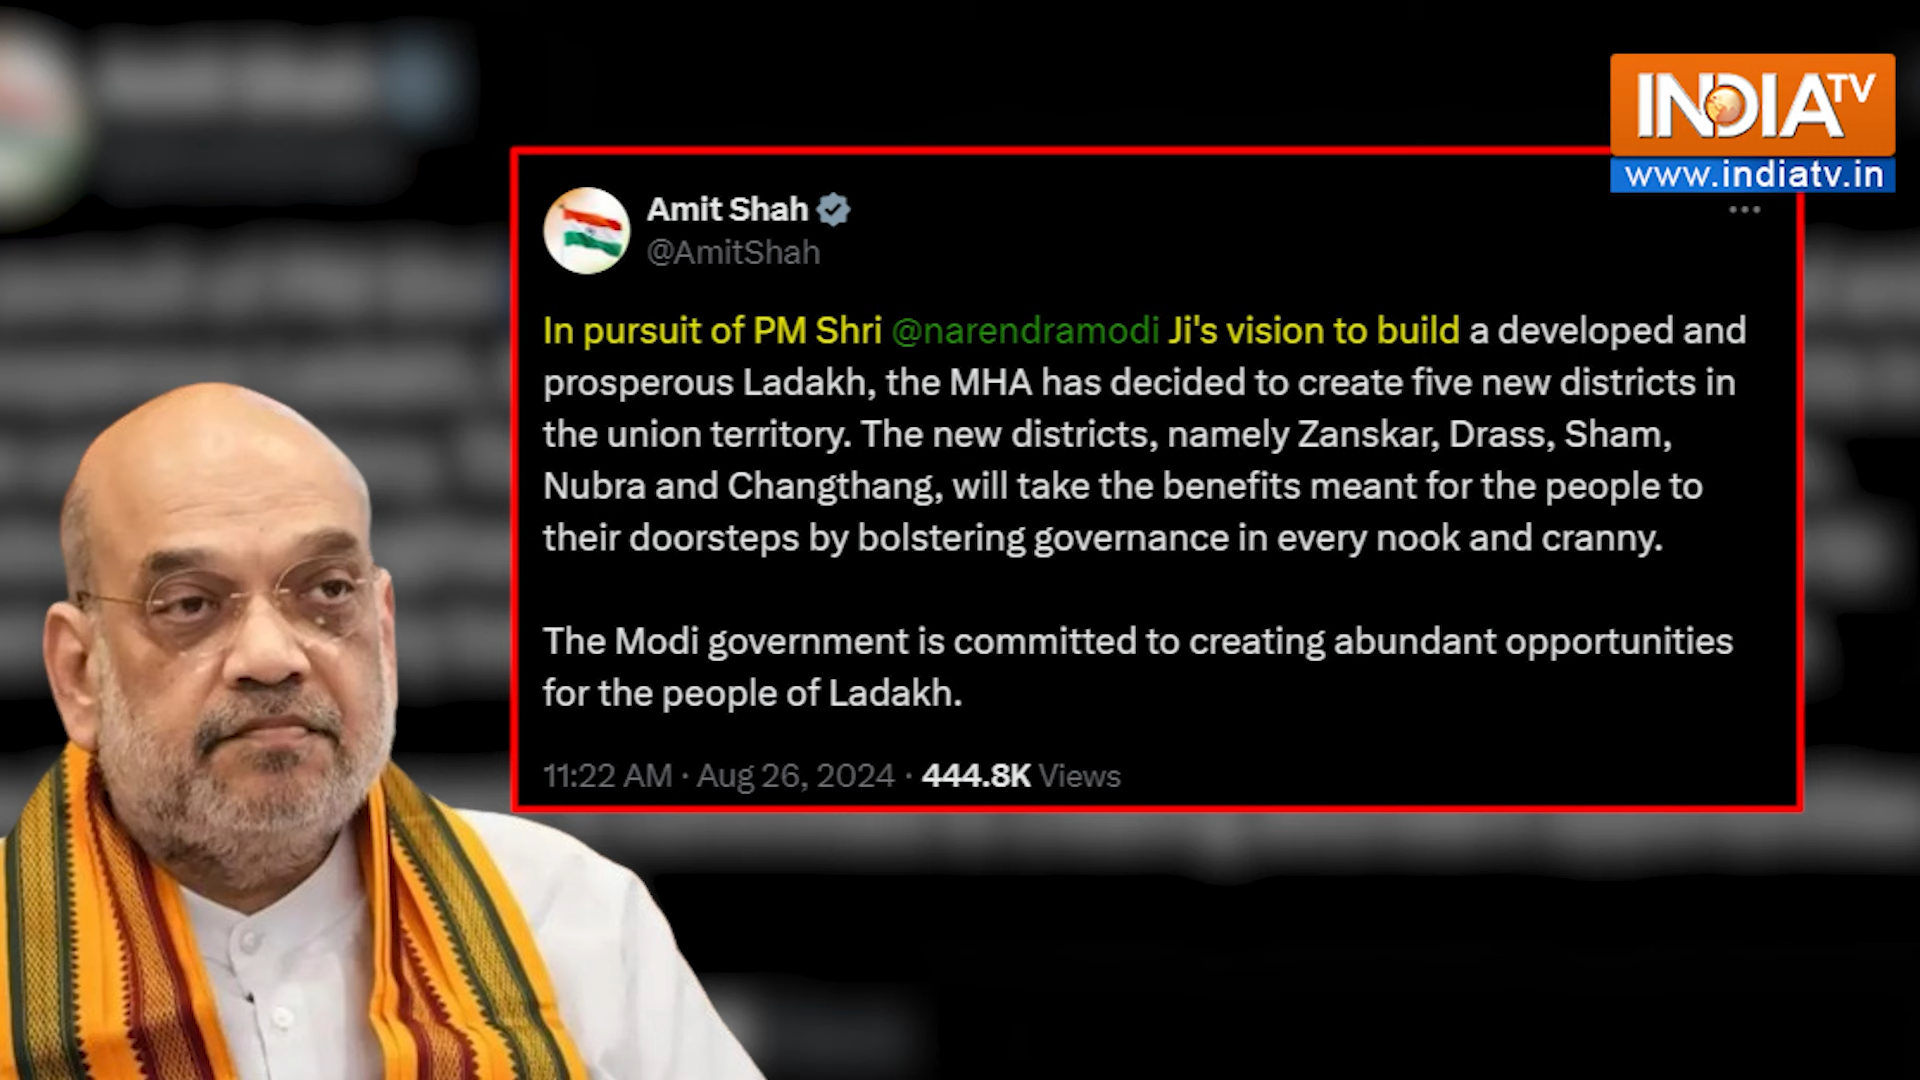 INDIA TV
www.indiatv.in
Amit Shah
@AmitShah
In pursuit of PM Shri @narendramodi Ji's vision to build a developed and
prosperous Ladakh, the MHA has decided to create five new districts in
the union territory. The new districts, namely Zanskar, Drass, Sham,
Nubra and Changthang, will take the benefits meant for the people to
their doorsteps by bolstering governance in every nook and cranny.
The Modi government is committed to creating abundant opportunities
for the people of Ladakh.
11:22 AM · Aug 26, 2024 · 444.8K Views